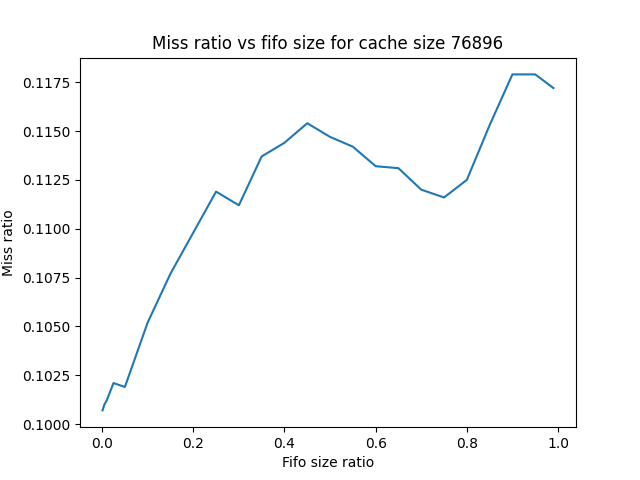 Miss ratio vs fifo size for cache size 76896
0.1175
0.1150
0.1125
0.1100
0.1075
0.1050
0.1025
0.1000
Miss ratio
0.0 0.2 0.4 0.6 0.8 1.0
Fifo size ratio